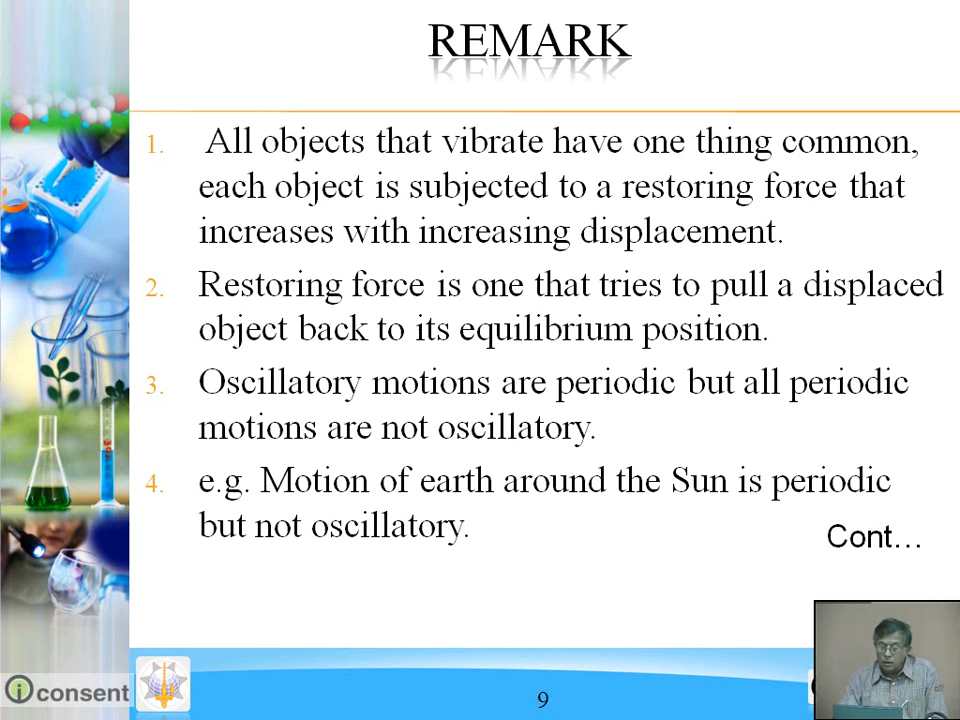 REMARK
1. All objects that vibrate have one thing common,
each object is subjected to a restoring force that
increases with increasing displacement.
2. Restoring force is one that tries to pull a displaced
object back to its equilibrium position.
3. Oscillatory motions are periodic but all periodic
motions are not oscillatory.
4. e.g. Motion of earth around the Sun is periodic
but not oscillatory.
Cont…
i consent
9